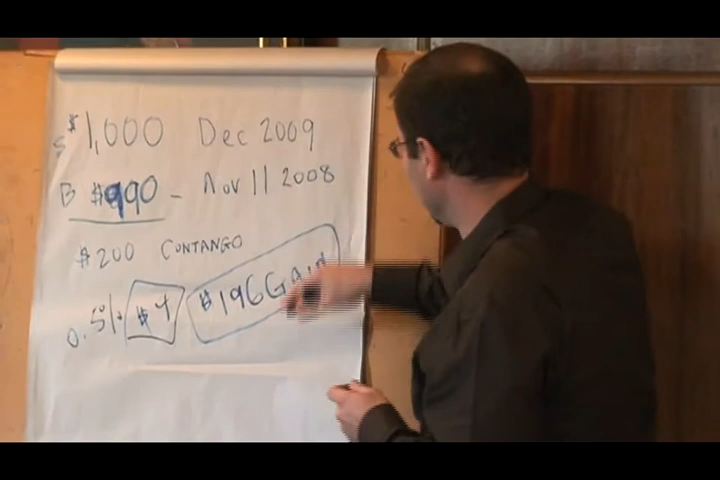 S $1,000 Dec 2009
B $990 - Nov 11 2008
$200 CONTANGO
0.5% $4 $196 Gain